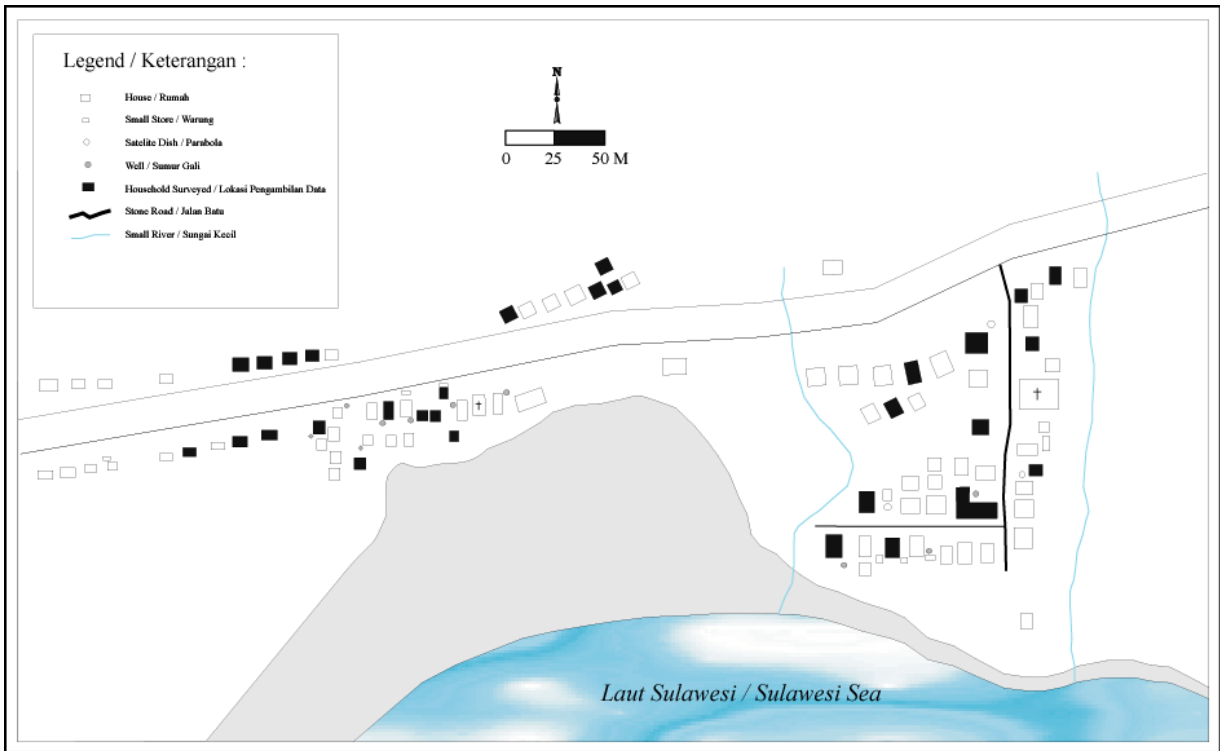 Legend / Keterangan :
House / Rumah
Small Store / Warung
Satelite Dish / Parabola
Well / Sumur Gali
Household Surveyed / Lokasi Pengambilan Data
Stone Road / Jalan Batu
Small River / Sungai Kecil
N
0 25 50 M
Laut Sulawesi / Sulawesi Sea